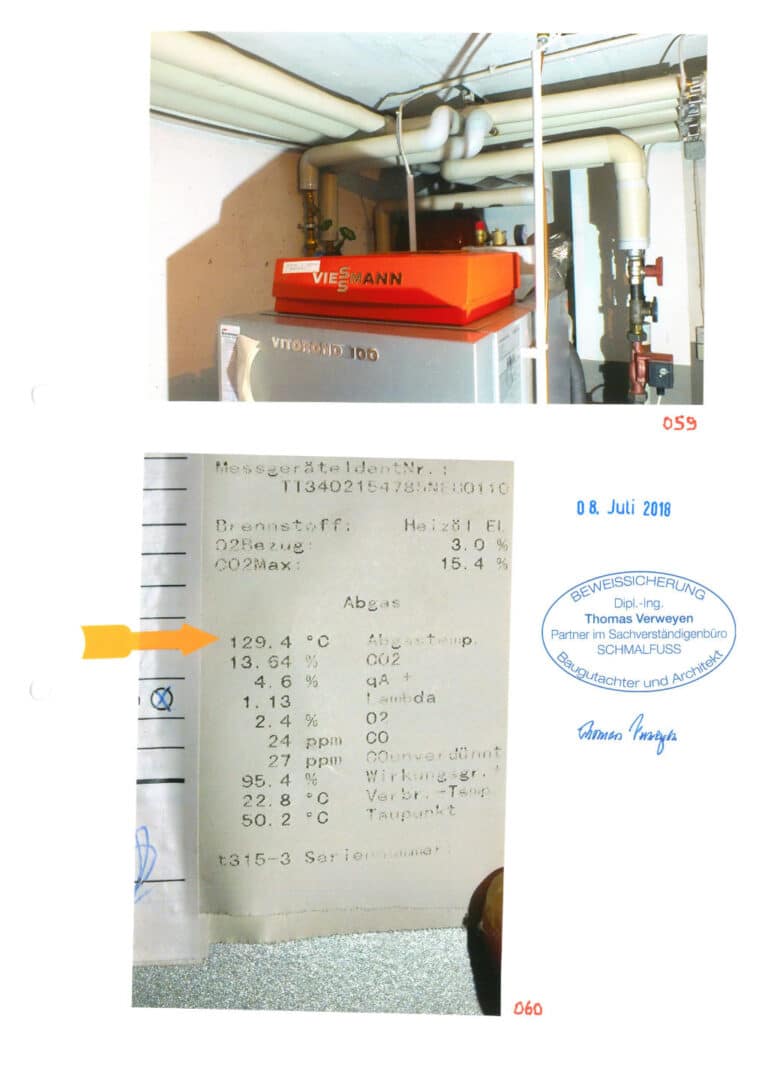 VIESSMANN
VITOROND 100
059
MessgeräteIdentNr.:
Brennstoff: Heizöl EL
O2Bezug: 3.0 %
CO2Max: 15.4 %
Abgas
129.4 °C Abgastemp.
13.64 % CO2
4.6 % qA +
1.13 Lambda
2.4 % O2
24 ppm CO
27 ppm COunverdünnt
95.4 % Wirkungsgr.+
22.8 °C Verbr.-Temp.
50.2 °C Taupunkt
t315-3 Seriennummer:
060
08. Juli 2018
BEWEISSICHERUNG
Dipl.-Ing.
Thomas Verweyen
Partner im Sachverständigenbüro
SCHMALFUSS
Baugutachter und Architekt
Thomas Verweyen